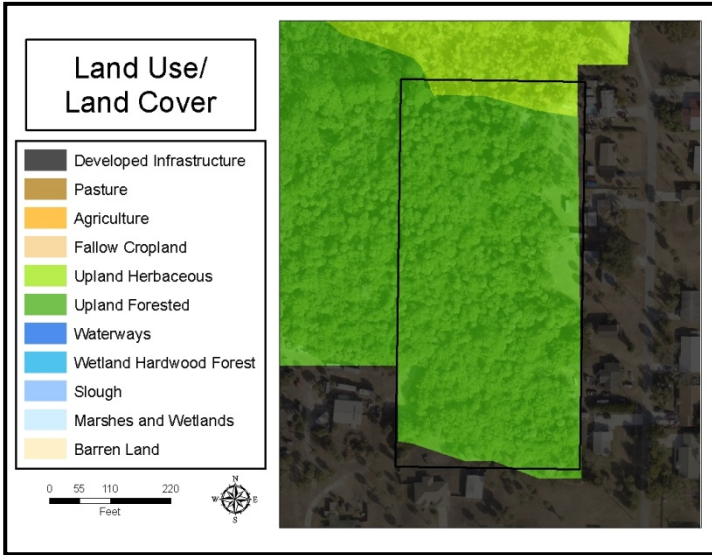 Land Use/
Land Cover
Developed Infrastructure
Pasture
Agriculture
Fallow Cropland
Upland Herbaceous
Upland Forested
Waterways
Wetland Hardwood Forest
Slough
Marshes and Wetlands
Barren Land
0 55 110 220
Feet
N
W E
S